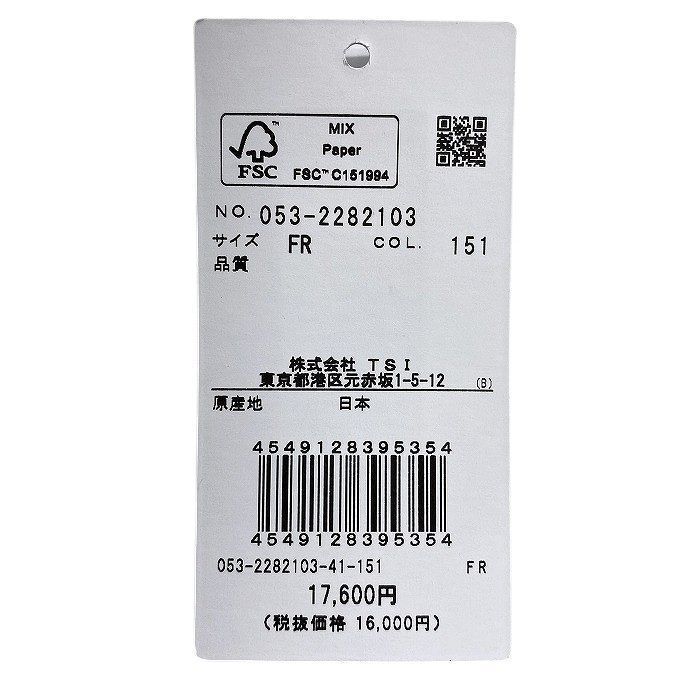 FSC™
MIX
Paper
FSC™ C151994
NO. 053-2282103
サイズ FR COL. 151
品質
株式会社 TSI
東京都港区元赤坂1-5-12 (B)
原産地 日本
4549128395354
4549128395354
053-2282103-41-151 FR
17,600円
(税抜価格 16,000円)